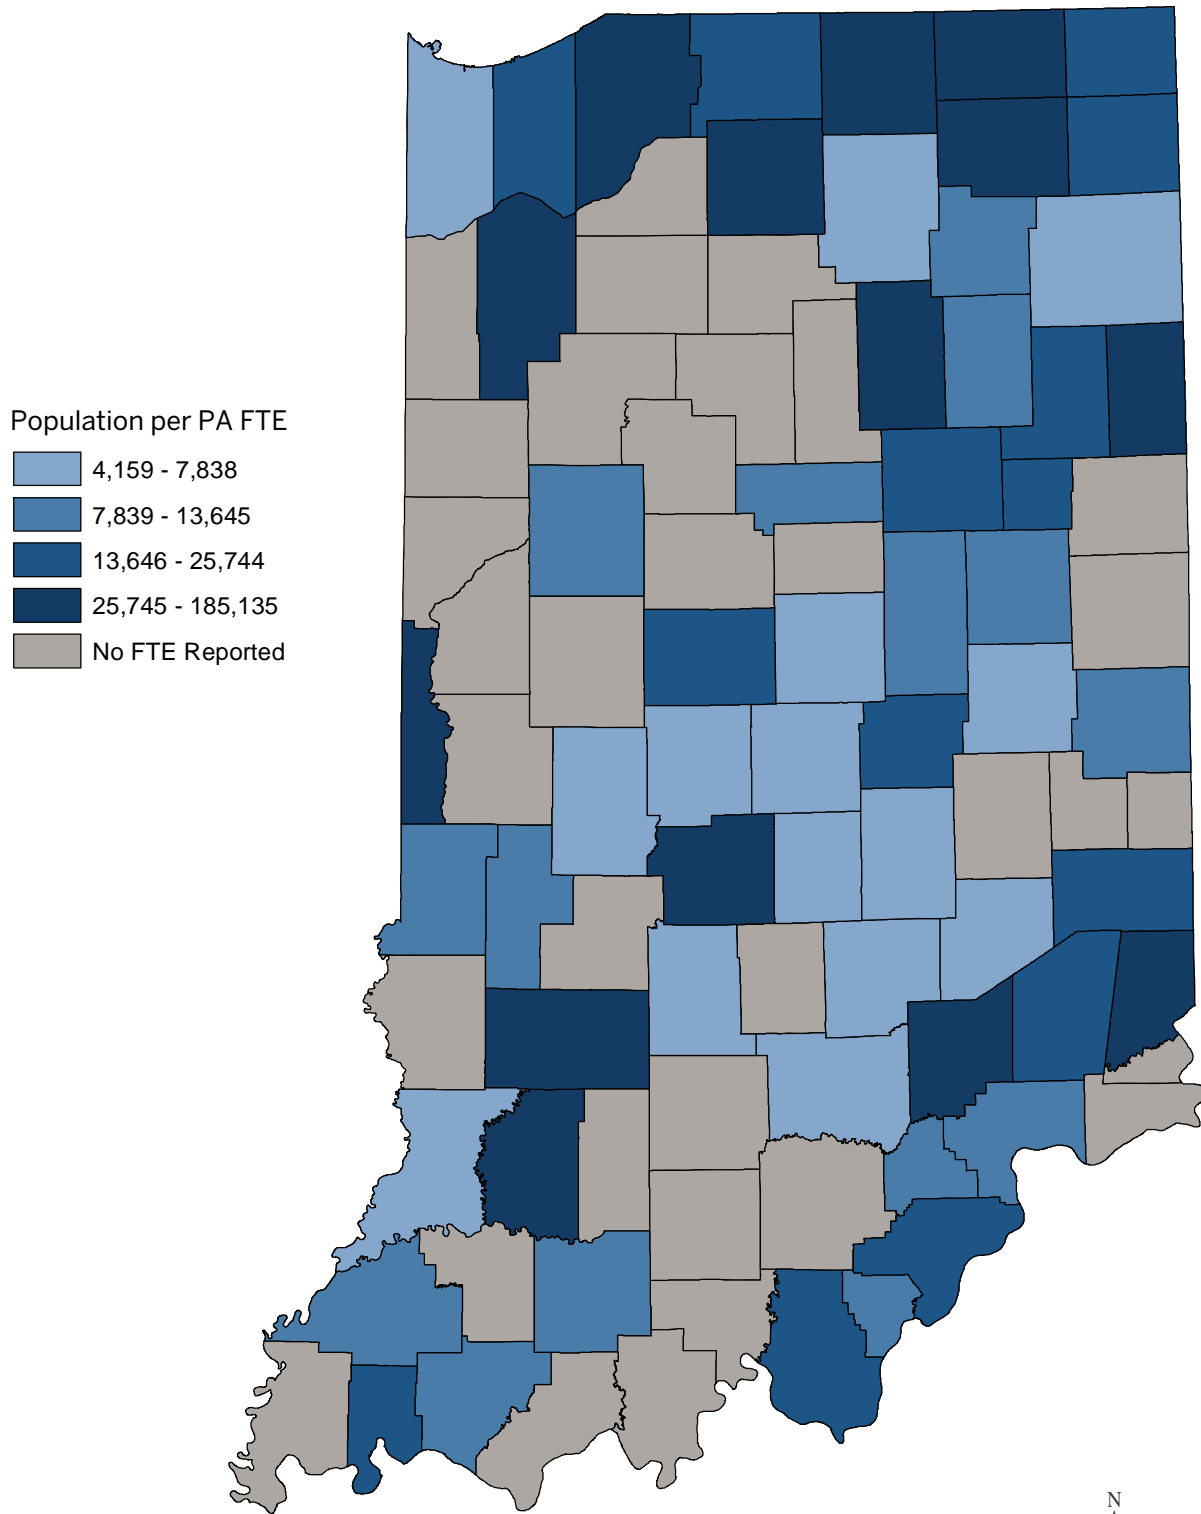 Population per PA FTE
4,159 - 7,838
7,839 - 13,645
13,646 - 25,744
25,745 - 185,135
No FTE Reported
N